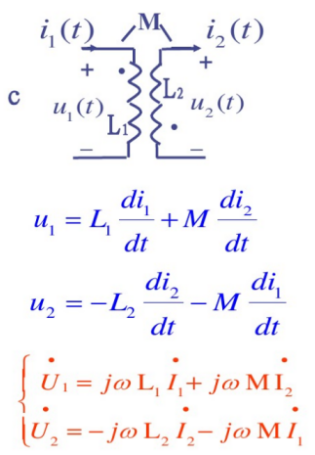 i₁(t) M i₂(t)
+ +
c u₁(t) L₁ L₂ u₂(t)
− −
u₁ = L₁ di₁/dt + M di₂/dt
u₂ = −L₂ di₂/dt − M di₁/dt
U̇₁ = jω L₁ İ₁ + jω M İ₂
U̇₂ = −jω L₂ İ₂ − jω M İ₁